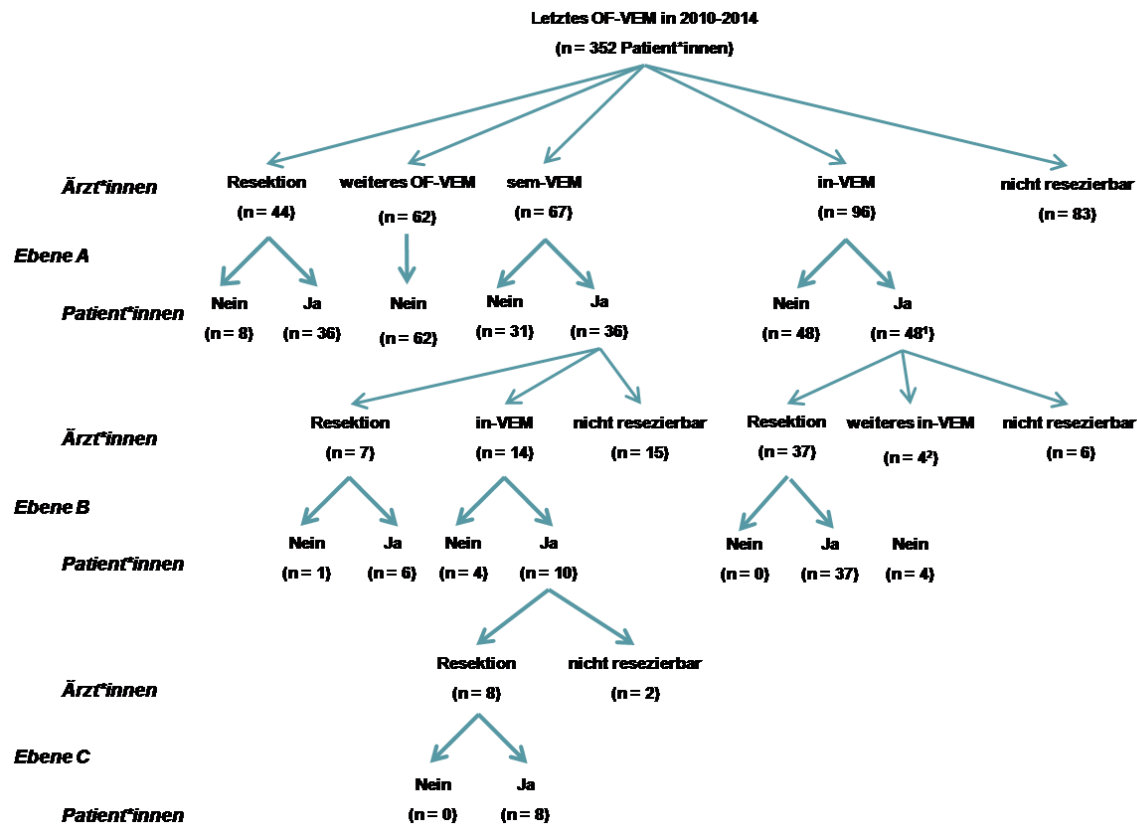 Letztes OF-VEM in 2010-2014
(n = 352 Patient*innen)
Ärzt*innen
Resektion weiteres OF-VEM sem-VEM in-VEM nicht resezierbar
(n = 44) (n = 62) (n = 67) (n = 96) (n = 83)
Ebene A
Patient*innen
Nein Ja Nein Nein Ja Nein Ja
(n = 8) (n = 36) (n = 62) (n = 31) (n = 36) (n = 48) (n = 48¹)
Ärzt*innen
Resektion in-VEM nicht resezierbar Resektion weiteres in-VEM nicht resezierbar
(n = 7) (n = 14) (n = 15) (n = 37) (n = 4²) (n = 6)
Ebene B
Patient*innen
Nein Ja Nein Ja Nein Ja Nein
(n = 1) (n = 6) (n = 4) (n = 10) (n = 0) (n = 37) (n = 4)
Ärzt*innen
Resektion nicht resezierbar
(n = 8) (n = 2)
Ebene C
Patient*innen
Nein Ja
(n = 0) (n = 8)